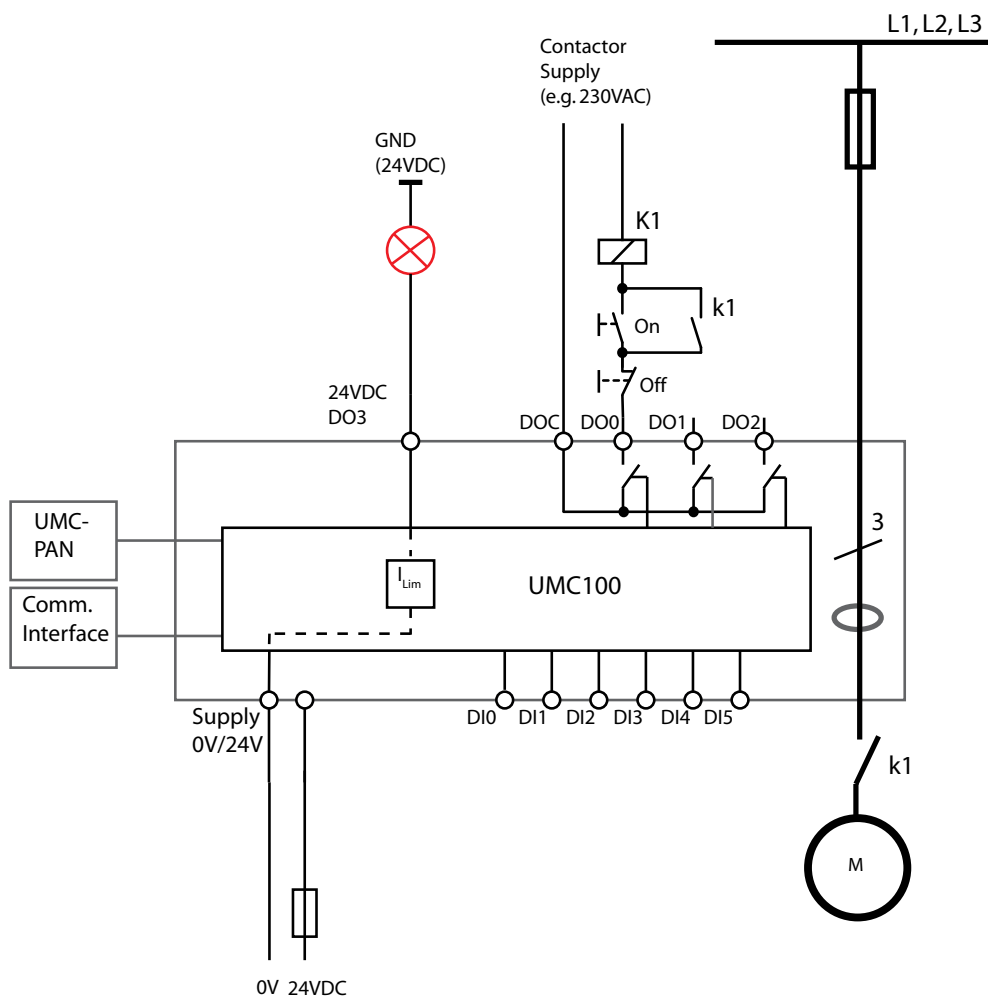 L1, L2, L3
Contactor
Supply
(e.g. 230VAC)
GND
(24VDC)
K1
k1
On
Off
24VDC
DO3
DOC
DO0
DO1
DO2
UMC-
PAN
3
ILim
UMC100
Comm.
Interface
Supply
0V/24V
DI0
DI1
DI2
DI3
DI4
DI5
k1
M
0V
24VDC